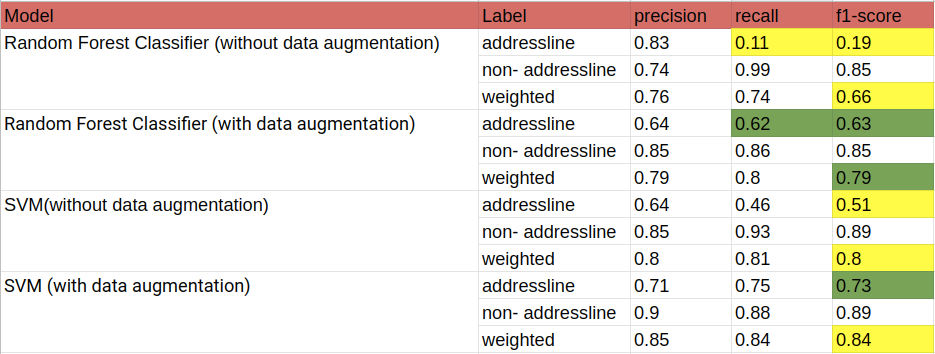 Model Label precision recall f1-score
Random Forest Classifier (without data augmentation) addressline 0.83 0.11 0.19
non- addressline 0.74 0.99 0.85
weighted 0.76 0.74 0.66
Random Forest Classifier (with data augmentation) addressline 0.64 0.62 0.63
non- addressline 0.85 0.86 0.85
weighted 0.79 0.8 0.79
SVM(without data augmentation) addressline 0.64 0.46 0.51
non- addressline 0.85 0.93 0.89
weighted 0.8 0.81 0.8
SVM (with data augmentation) addressline 0.71 0.75 0.73
non- addressline 0.9 0.88 0.89
weighted 0.85 0.84 0.84